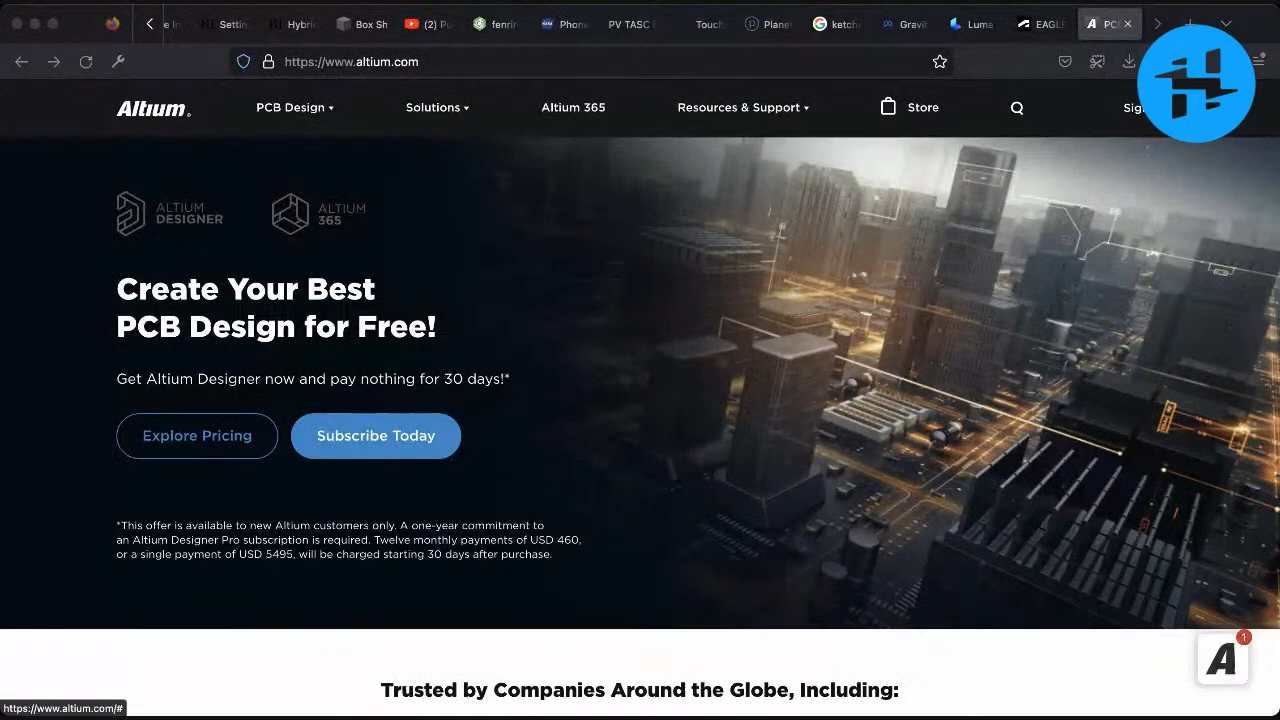 Setti
Hybri
Box Sh
(2) Pu
fenrir
Phone
PV TASC
Touch
Plane
ketch
Gravi
Luma
EAGLE
PC
https://www.altium.com
Altium
PCB Design
Solutions
Altium 365
Resources & Support
Store
Sig
ALTIUM
DESIGNER
ALTIUM
365
Create Your Best
PCB Design for Free!
Get Altium Designer now and pay nothing for 30 days!*
Explore Pricing
Subscribe Today
*This offer is available to new Altium customers only. A one-year commitment to
an Altium Designer Pro subscription is required. Twelve monthly payments of USD 460,
or a single payment of USD 5495, will be charged starting 30 days after purchase.
1
A
Trusted by Companies Around the Globe, Including:
https://www.altium.com/#